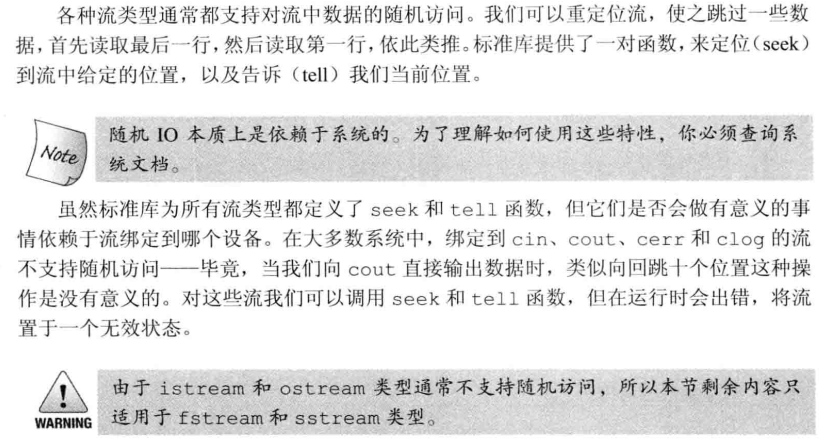 各种流类型通常都支持对流中数据的随机访问。我们可以重定位流，使之跳过一些数
据，首先读取最后一行，然后读取第一行，依此类推。标准库提供了一对函数，来定位（seek）
到流中给定的位置，以及告诉（tell）我们当前位置。
Note
随机 IO 本质上是依赖于系统的。为了理解如何使用这些特性，你必须查询系
统文档。
虽然标准库为所有流类型都定义了 seek 和 tell 函数，但它们是否会做有意义的事
情依赖于流绑定到哪个设备。在大多数系统中，绑定到 cin、cout、cerr 和 clog 的流
不支持随机访问——毕竟，当我们向 cout 直接输出数据时，类似向回跳十个位置这种操
作是没有意义的。对这些流我们可以调用 seek 和 tell 函数，但在运行时会出错，将流
置于一个无效状态。
WARNING
由于 istream 和 ostream 类型通常不支持随机访问，所以本节剩余内容只
适用于 fstream 和 sstream 类型。